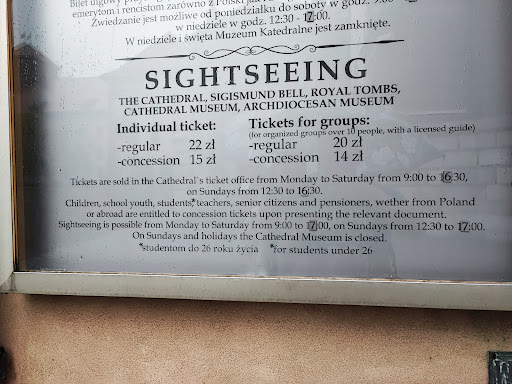 Bilet ulgowy przy
emerytom i rencistom zarówno z Polski jak
Zwiedzanie jest możliwe od poniedziałku do soboty w godz. 9:00
w niedziele w godz. 12:30 - 17:00.
W niedziele i święta Muzeum Katedralne jest zamknięte.
SIGHTSEEING
THE CATHEDRAL, SIGISMUND BELL, ROYAL TOMBS,
CATHEDRAL MUSEUM, ARCHDIOCESAN MUSEUM
Individual ticket:
-regular 22 zł
-concession 15 zł
Tickets for groups:
(for organized groups over 10 people, with a licensed guide)
-regular 20 zł
-concession 14 zł
Tickets are sold in the Cathedral`s ticket office from Monday to Saturday from 9:00 to 16:30,
on Sundays from 12:30 to 16:30.
Children, school youth, students*, teachers, senior citizens and pensioners, wether from Poland
or abroad are entitled to concession tickets upon presenting the relevant document.
Sightseeing is possible from Monday to Saturday from 9:00 to 17:00, on Sundays from 12:30 to 17:00.
On Sundays and holidays the Cathedral Museum is closed.
*studentom do 26 roku życia *for students under 26